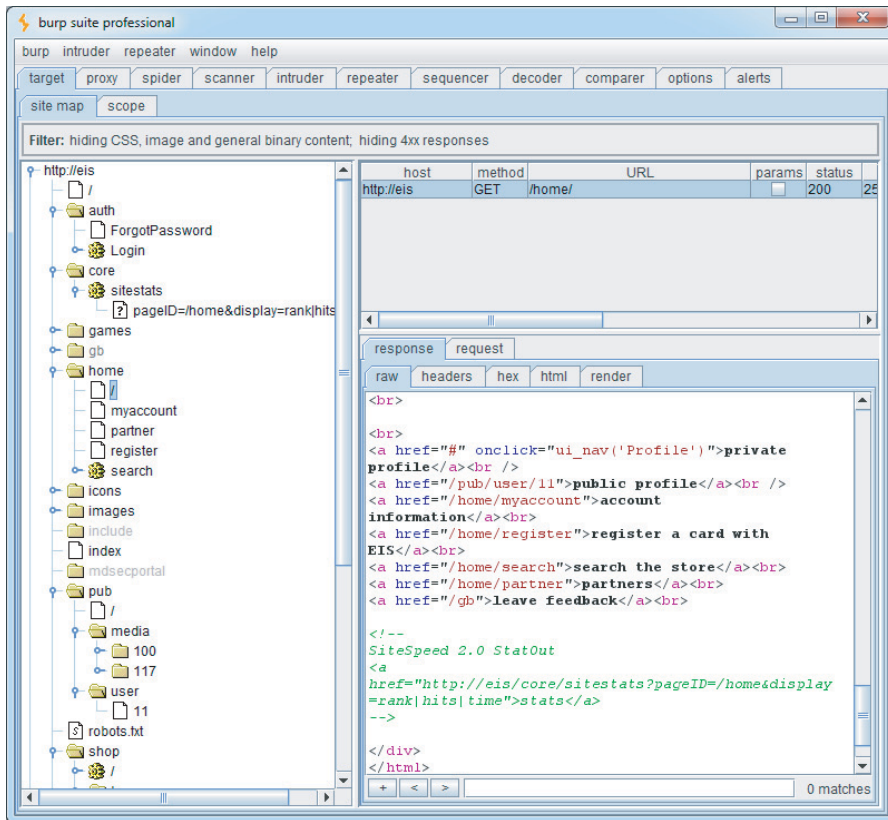 burp suite professional
burp intruder repeater window help
target proxy spider scanner intruder repeater sequencer decoder comparer options alerts
site map scope
Filter: hiding CSS, image and general binary content; hiding 4xx responses
http://eis
/
auth
ForgotPassword
Login
core
sitestats
pageID=/home&display=rank|hits
games
gb
home
/
myaccount
partner
register
search
icons
images
include
index
mdsecportal
pub
/
media
100
117
user
11
robots.txt
shop
/
host method URL params status
http://eis GET /home/ 200 25
response request
raw headers hex html render
<br>
<br>
<a href="#" onclick="ui_nav('Profile')">private
profile</a><br />
<a href="/pub/user/11">public profile</a><br />
<a href="/home/myaccount">account
information</a><br>
<a href="/home/register">register a card with
EIS</a><br>
<a href="/home/search">search the store</a><br>
<a href="/home/partner">partners</a><br>
<a href="/gb">leave feedback</a><br>
<!--
SiteSpeed 2.0 StatOut
<a
href="http://eis/core/sitestats?pageID=/home&display
=rank|hits|time">stats</a>
-->
</div>
</html>
+ < > 0 matches